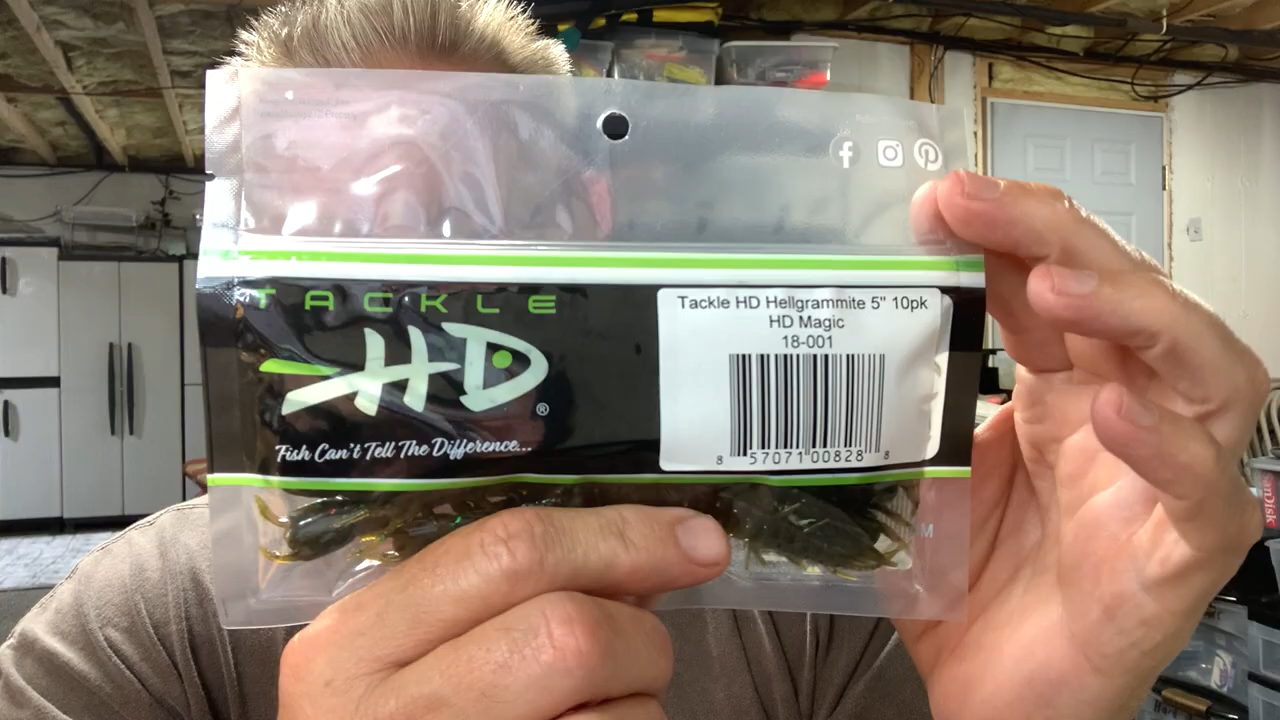 TACKLE
HD
®
Fish Can't Tell The Difference...
Tackle HD Hellgrammite 5" 10pk
HD Magic
18-001
8 57071 00828 8
M
SanDisk